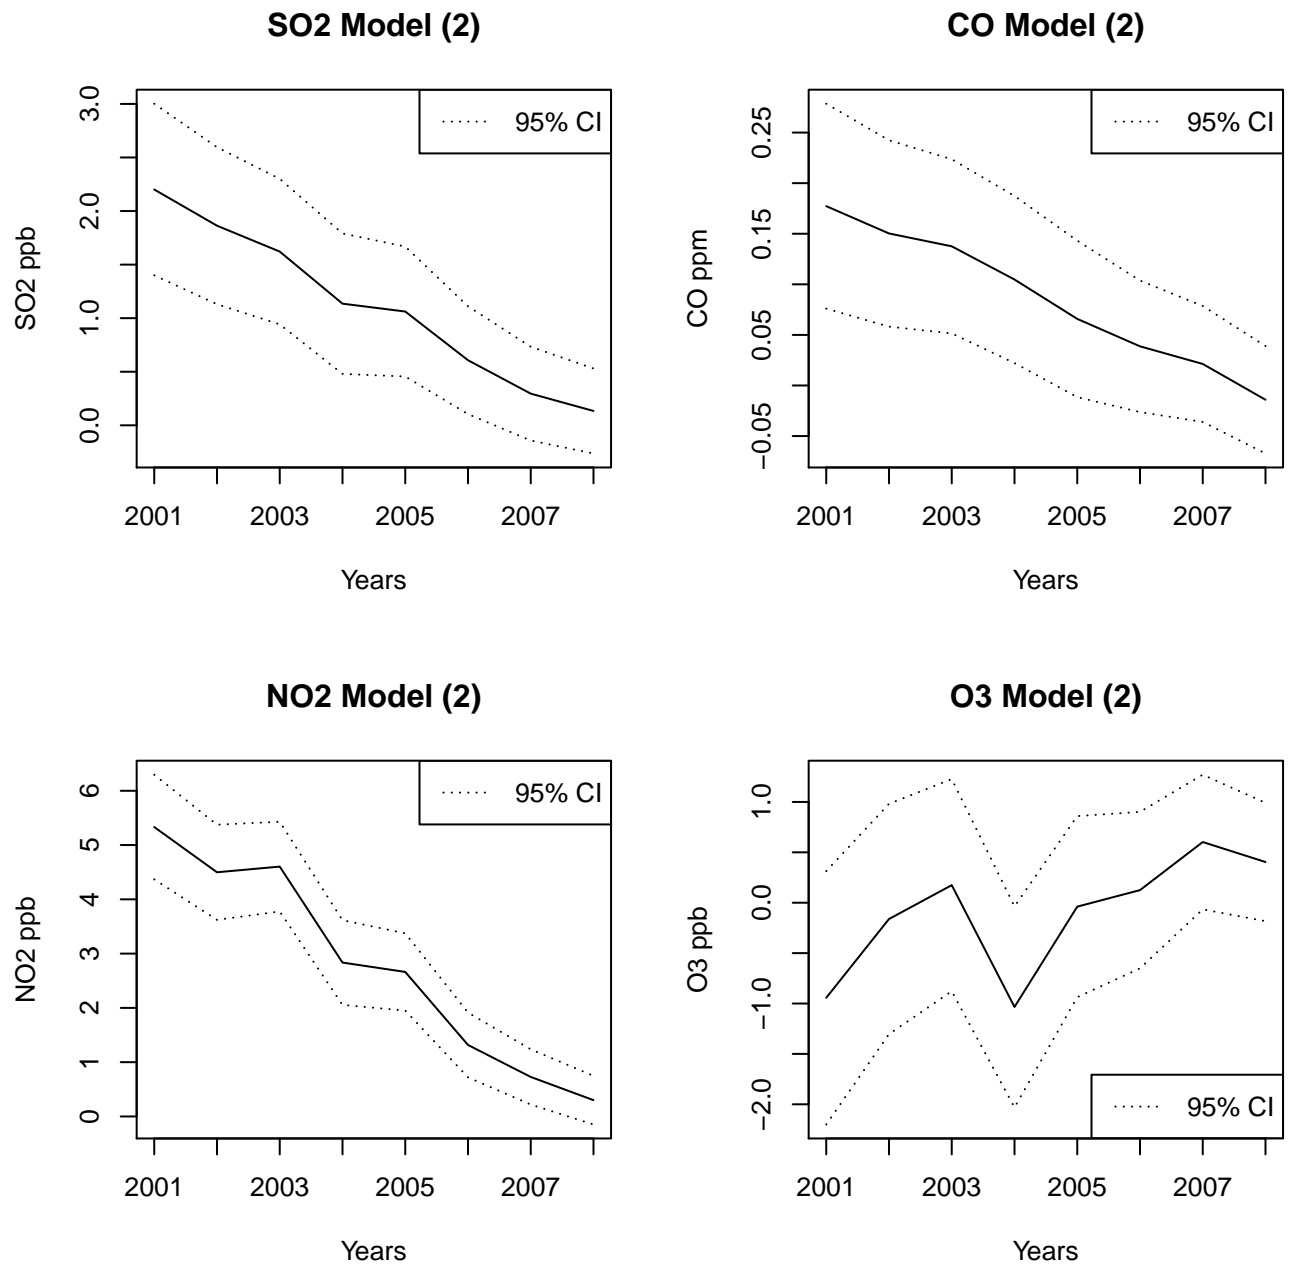 SO2 Model (2)
SO2 ppb
3.0
2.0
1.0
0.0
95% CI
2001 2003 2005 2007
Years
CO Model (2)
CO ppm
0.25
0.15
0.05
−0.05
95% CI
2001 2003 2005 2007
Years
NO2 Model (2)
NO2 ppb
6
5
4
3
2
1
0
95% CI
2001 2003 2005 2007
Years
O3 Model (2)
O3 ppb
1.0
0.0
−1.0
−2.0
95% CI
2001 2003 2005 2007
Years